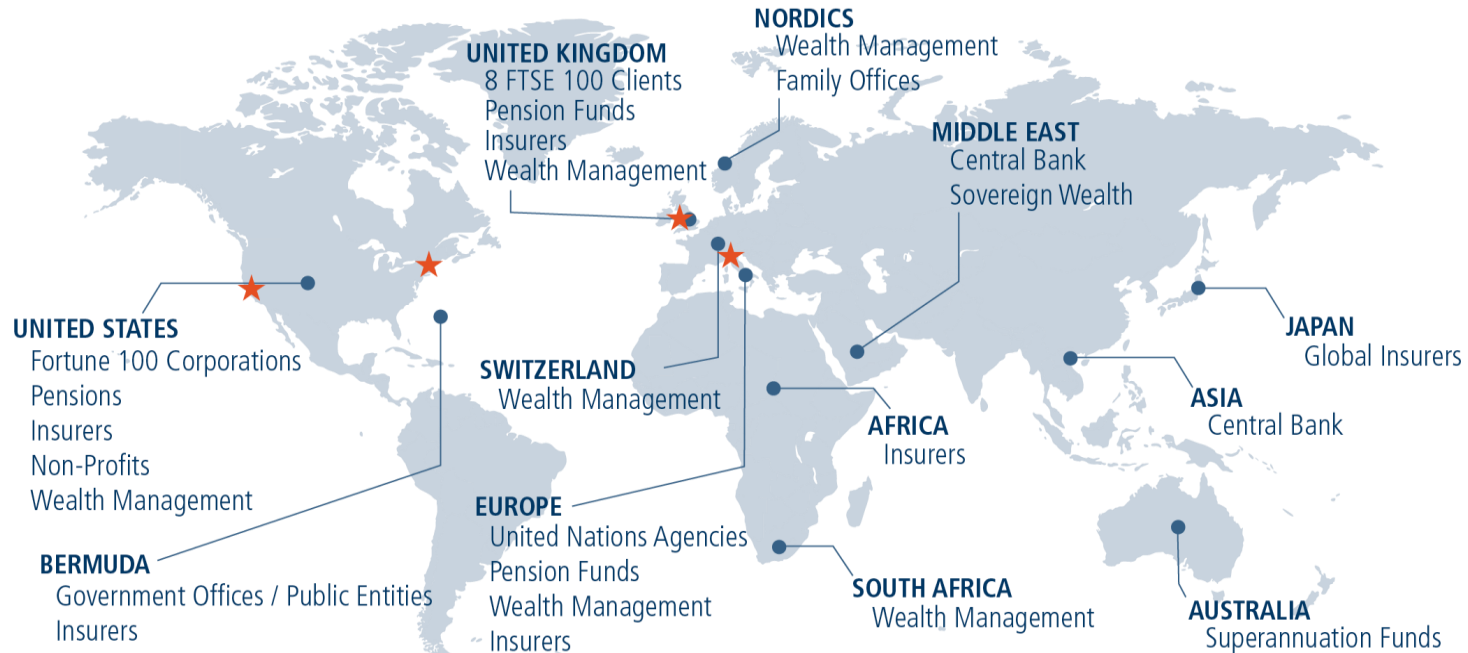 NORDICS
Wealth Management
Family Offices
UNITED KINGDOM
8 FTSE 100 Clients
Pension Funds
Insurers
Wealth Management
MIDDLE EAST
Central Bank
Sovereign Wealth
UNITED STATES
Fortune 100 Corporations
Pensions
Insurers
Non-Profits
Wealth Management
SWITZERLAND
Wealth Management
JAPAN
Global Insurers
ASIA
Central Bank
AFRICA
Insurers
BERMUDA
Government Offices / Public Entities
Insurers
EUROPE
United Nations Agencies
Pension Funds
Wealth Management
Insurers
SOUTH AFRICA
Wealth Management
AUSTRALIA
Superannuation Funds